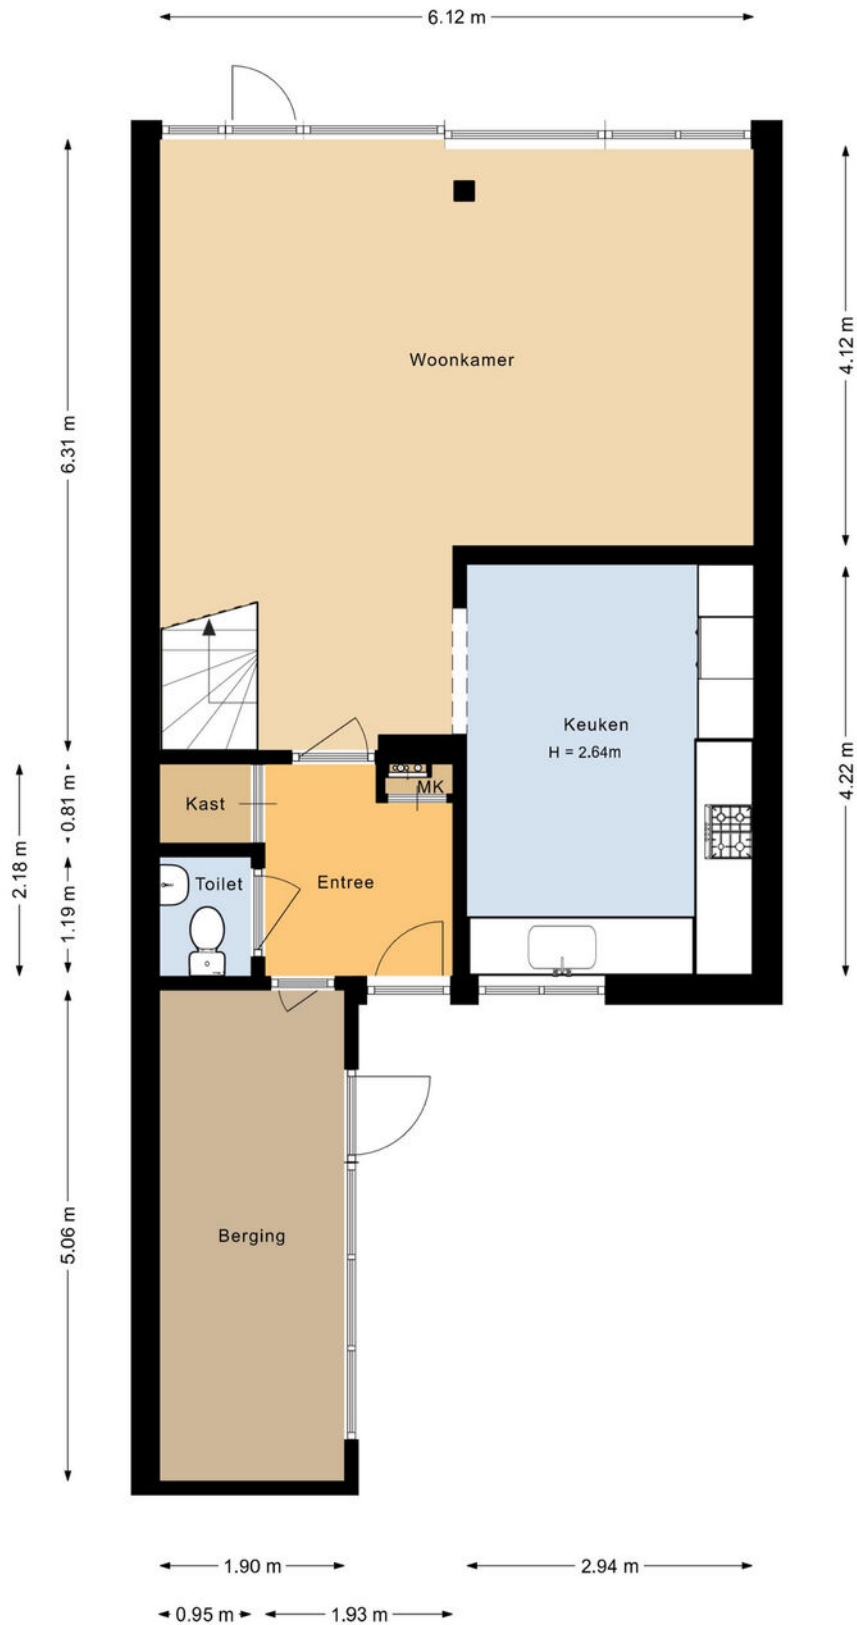 6.12 m
Woonkamer
4.12 m
6.31 m
Keuken
H = 2.64m
4.22 m
MK
Kast
0.81 m
2.18 m
Toilet
Entree
1.19 m
Berging
5.06 m
1.90 m
2.94 m
0.95 m
1.93 m